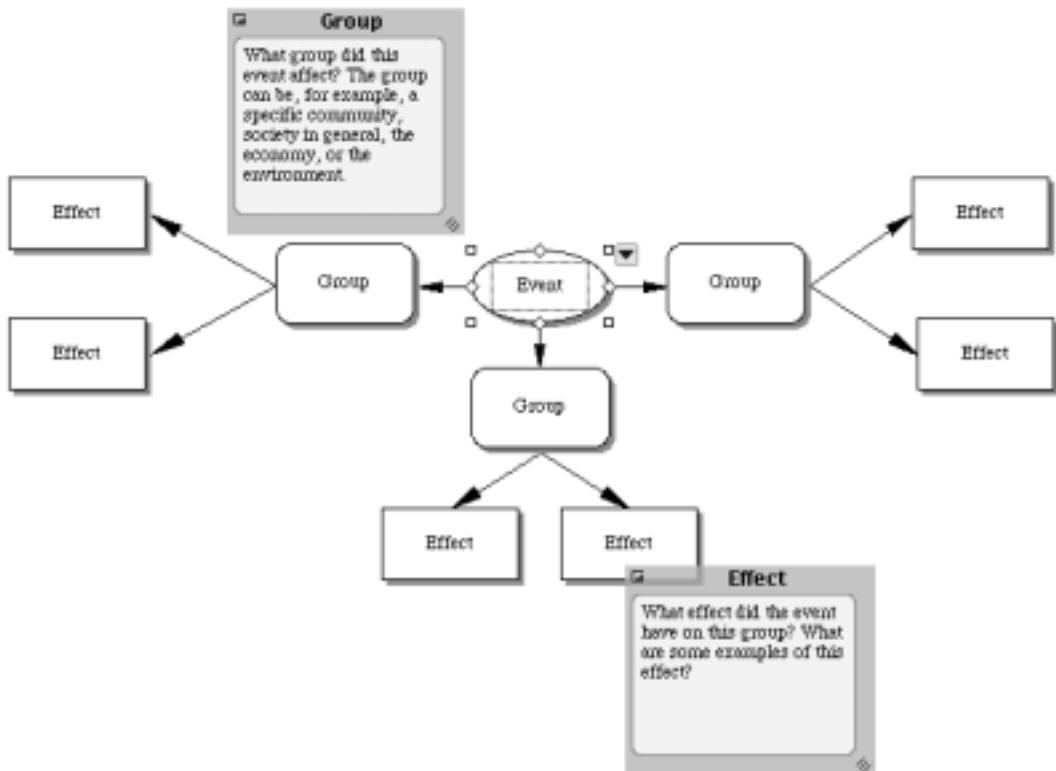 Group
What group did this
event affect? The group
can be, for example, a
specific community,
society in general, the
economy, or the
environment.
Effect
Effect
Group
Event
Group
Effect
Effect
Group
Effect
Effect
Effect
What effect did the event
have on this group? What
are some examples of this
effect?